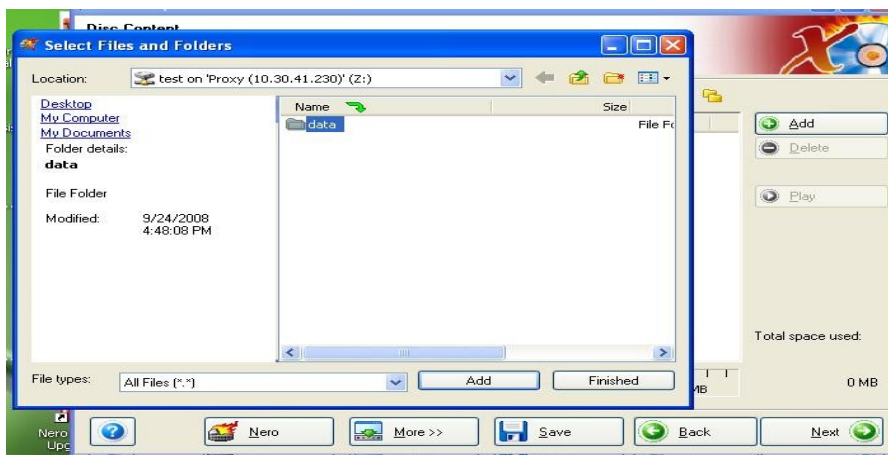 Disc Content
Select Files and Folders
Location:
test on 'Proxy (10.30.41.230)' (Z:)
Desktop
My Computer
My Documents
Folder details:
data
File Folder
Modified: 9/24/2008
4:48:08 PM
Name Size
data File
Add
Delete
Play
Total space used:
0 MB
File types: All Files (*.*)
Add Finished
MB
Nero
Nero More >> Save Back Next